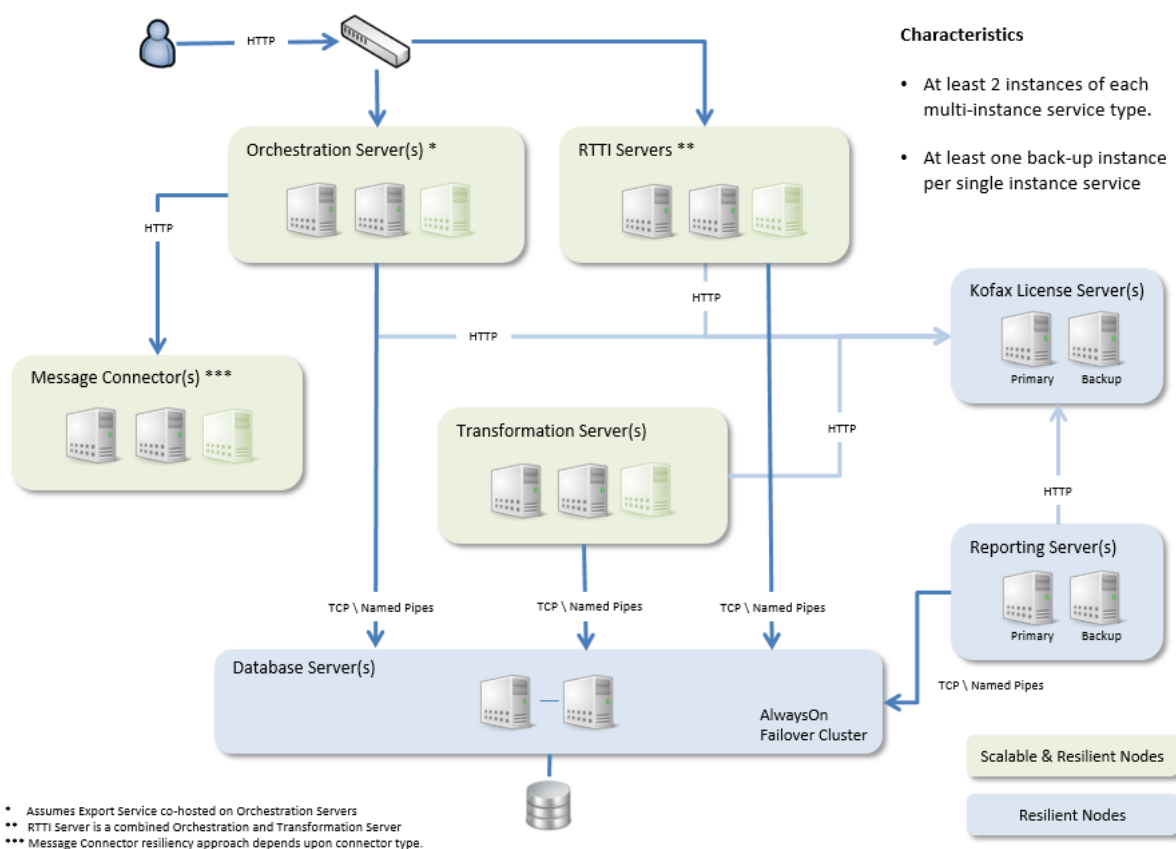 HTTP
Characteristics
• At least 2 instances of each
multi-instance service type.
• At least one back-up instance
per single instance service
Orchestration Server(s) *
RTTI Servers **
HTTP
HTTP
HTTP
Kofax License Server(s)
Primary
Backup
Message Connector(s) ***
Transformation Server(s)
HTTP
HTTP
Reporting Server(s)
Primary
Backup
TCP \ Named Pipes
TCP \ Named Pipes
TCP \ Named Pipes
TCP \ Named Pipes
Database Server(s)
AlwaysOn
Failover Cluster
Scalable & Resilient Nodes
Resilient Nodes
* Assumes Export Service co-hosted on Orchestration Servers
** RTTI Server is a combined Orchestration and Transformation Server
*** Message Connector resiliency approach depends upon connector type.